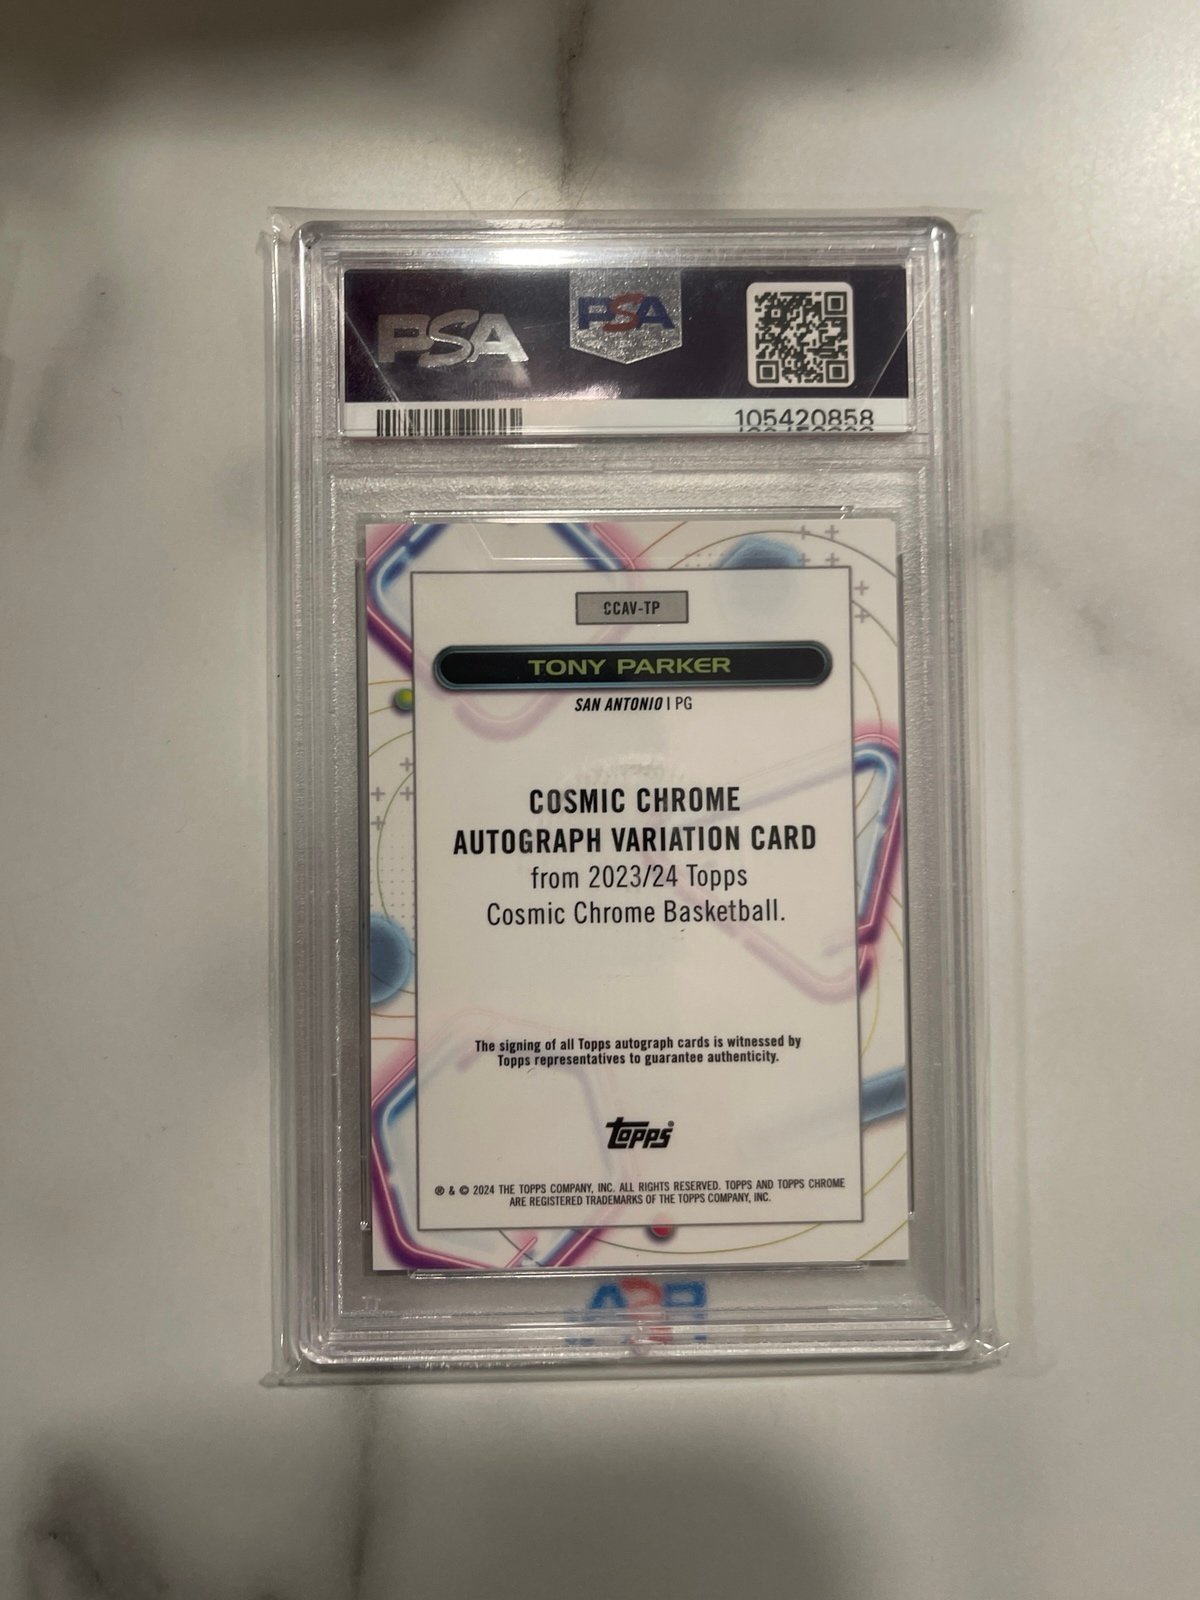 PSA
PSA
105420858
CCAV-TP
TONY PARKER
SAN ANTONIO | PG
COSMIC CHROME
AUTOGRAPH VARIATION CARD
from 2023/24 Topps
Cosmic Chrome Basketball.
The signing of all Topps autograph cards is witnessed by
Topps representatives to guarantee authenticity.
topps®
® & © 2024 THE TOPPS COMPANY, INC. ALL RIGHTS RESERVED. TOPPS AND TOPPS CHROME
ARE REGISTERED TRADEMARKS OF THE TOPPS COMPANY, INC.